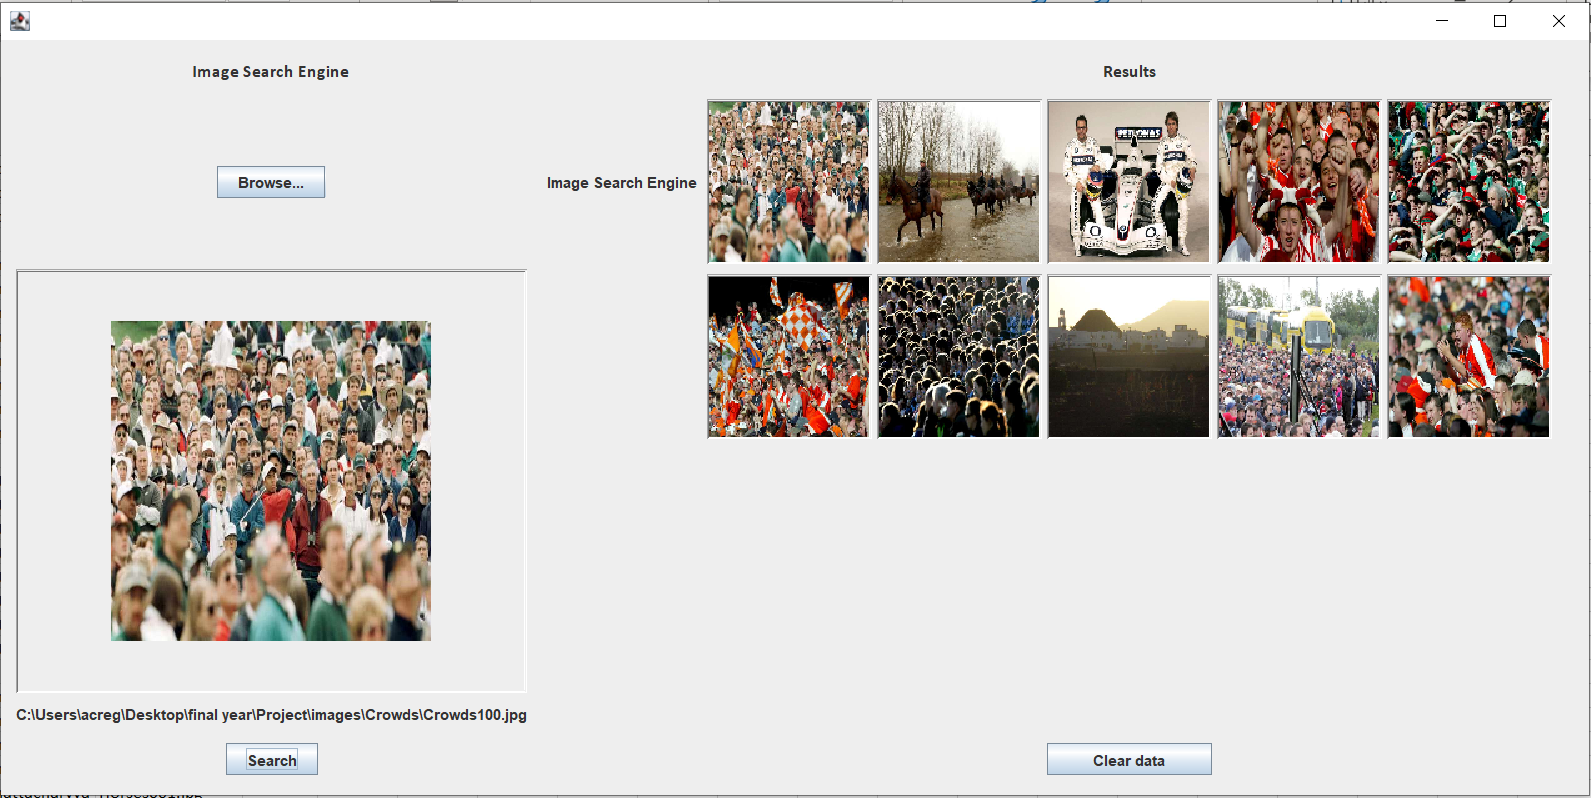 Image Search Engine
Results
Browse...
Image Search Engine
C:\Users\acreg\Desktop\final year\Project\images\Crowds\Crowds100.jpg
Search
Clear data